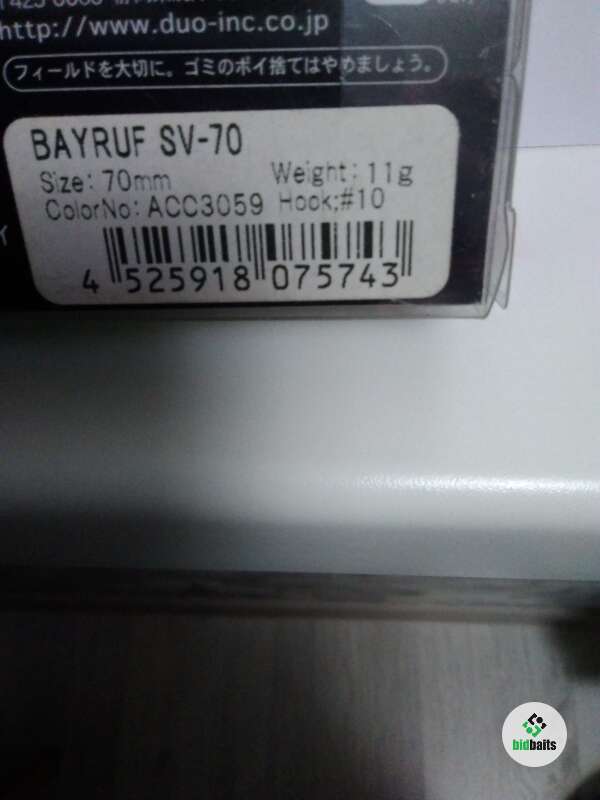 http://www.duo-inc.co.jp
フィールドを大切に。ゴミのポイ捨てはやめましょう。
BAYRUF SV-70
Size: 70mm Weight: 11g
ColorNo: ACC3059 Hook;#10
4 525918 075743
bidbaits